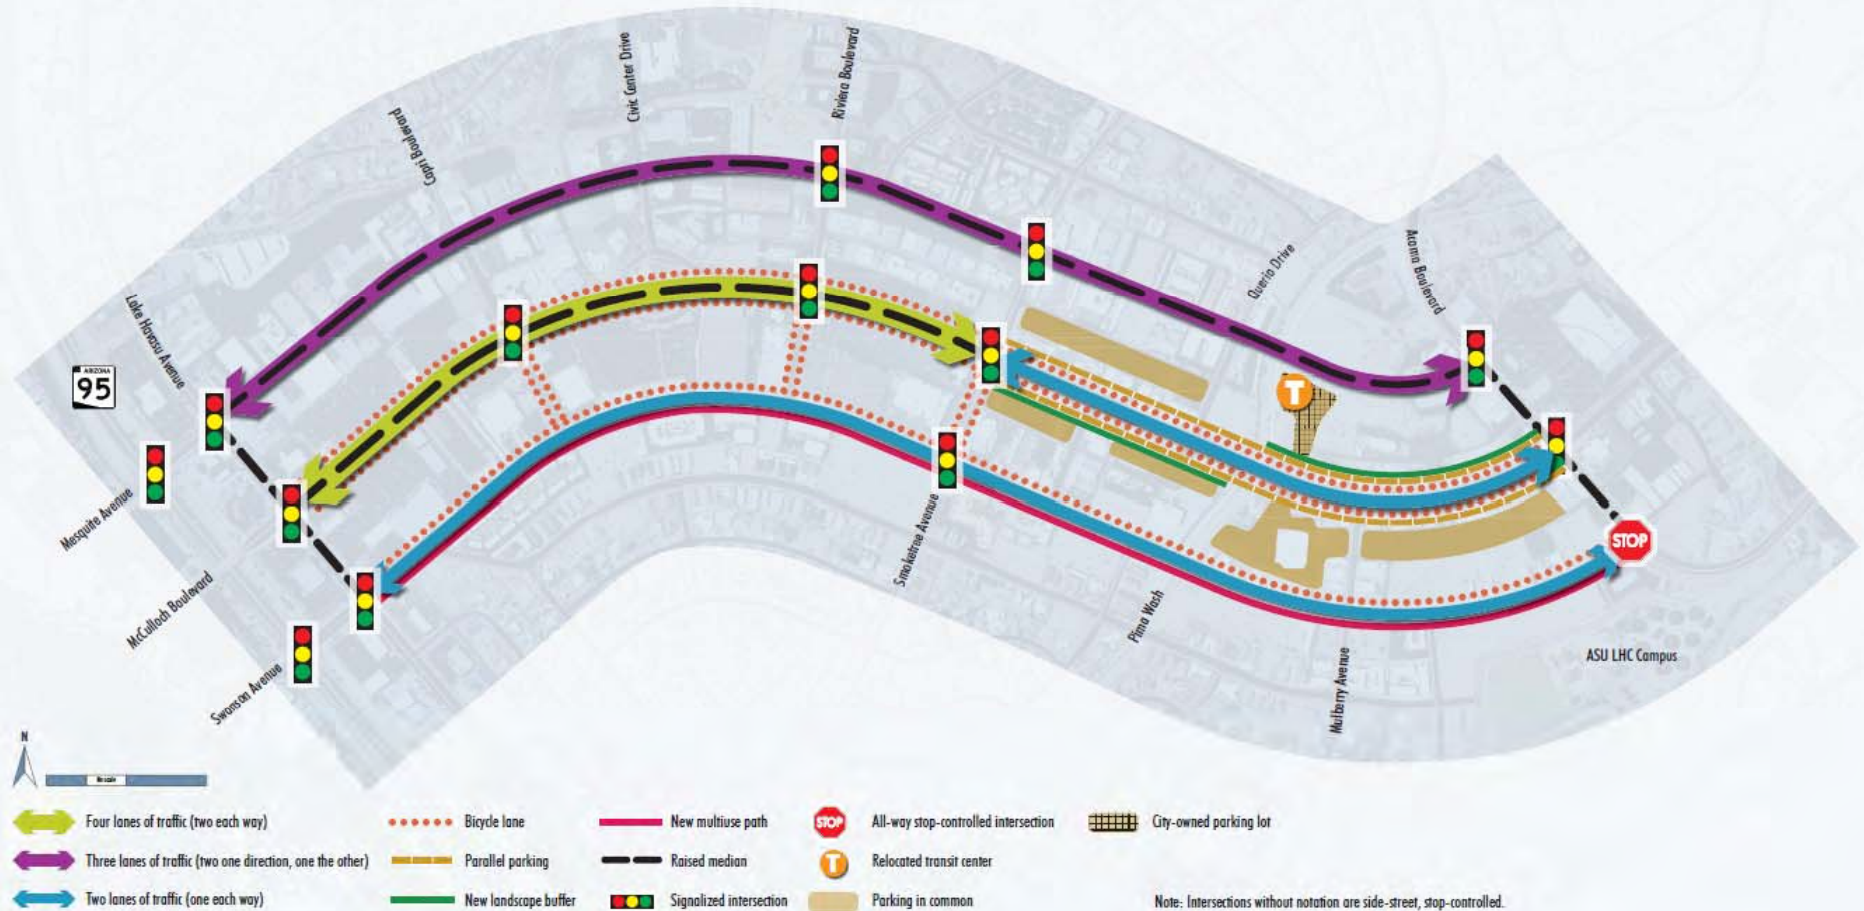 Civic Center Drive
Riviera Boulevard
Capri Boulevard
Querio Drive
Acoma Boulevard
Lake Havasu Avenue
ARIZONA
95
T
Mesquite Avenue
McCulloch Boulevard
Swanson Avenue
Smoketree Avenue
Pima Wash
Mulberry Avenue
STOP
ASU LHC Campus
N
No scale
Four lanes of traffic (two each way)
Three lanes of traffic (two one direction, one the other)
Two lanes of traffic (one each way)
Bicycle lane
Parallel parking
New landscape buffer
New multiuse path
Raised median
Signalized intersection
STOP
All-way stop-controlled intersection
T
Relocated transit center
Parking in common
City-owned parking lot
Note: Intersections without notation are side-street, stop-controlled.